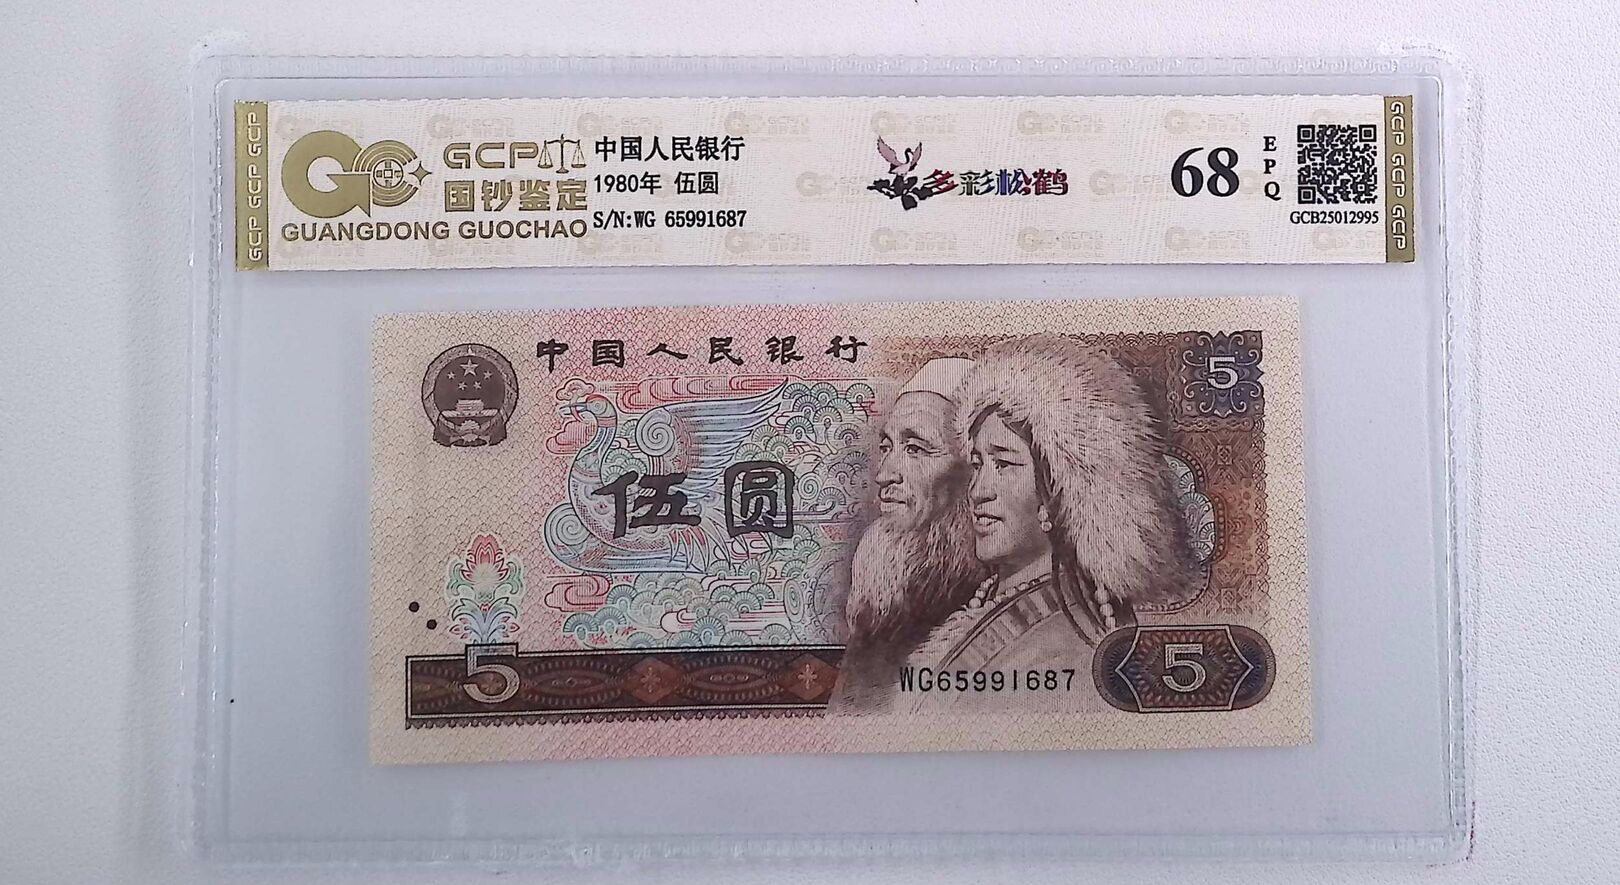 GCP GCP GCP
GCP
国钞鉴定
GUANGDONG GUOCHAO
中国人民银行
1980年 伍圆
S/N:WG 65991687
多彩松鹤
68
EPQ
GCB25012995
GCP GCP GCP
中国人民银行
5
伍圆
5
WG65991687
5